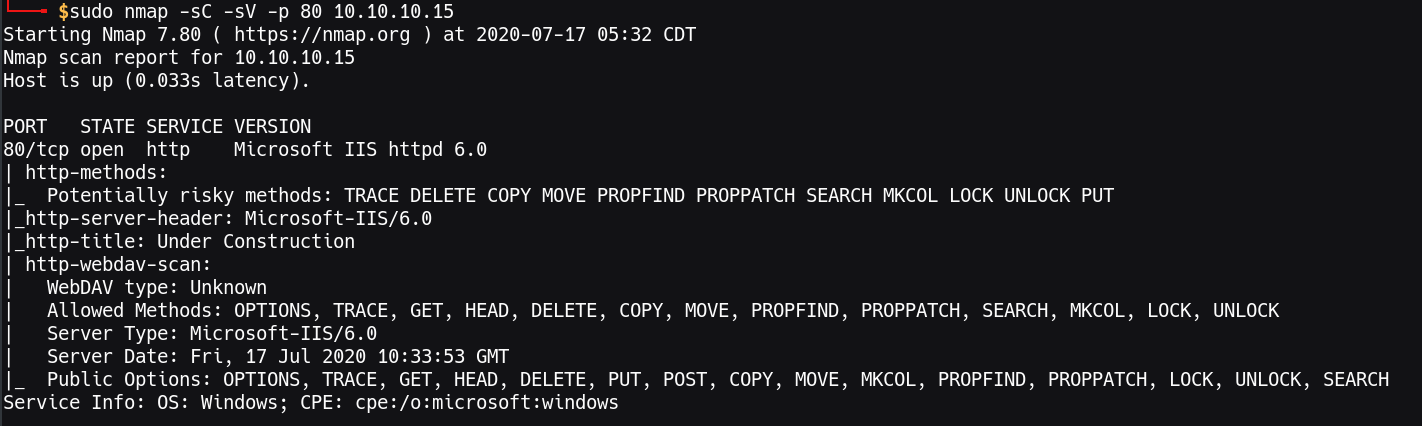 $sudo nmap -sC -sV -p 80 10.10.10.15
Starting Nmap 7.80 ( https://nmap.org ) at 2020-07-17 05:32 CDT
Nmap scan report for 10.10.10.15
Host is up (0.033s latency).

PORT   STATE SERVICE VERSION
80/tcp open  http    Microsoft IIS httpd 6.0
| http-methods:
|_  Potentially risky methods: TRACE DELETE COPY MOVE PROPFIND PROPPATCH SEARCH MKCOL LOCK UNLOCK PUT
|_http-server-header: Microsoft-IIS/6.0
|_http-title: Under Construction
| http-webdav-scan:
|   WebDAV type: Unknown
|   Allowed Methods: OPTIONS, TRACE, GET, HEAD, DELETE, COPY, MOVE, PROPFIND, PROPPATCH, SEARCH, MKCOL, LOCK, UNLOCK
|   Server Type: Microsoft-IIS/6.0
|   Server Date: Fri, 17 Jul 2020 10:33:53 GMT
|_  Public Options: OPTIONS, TRACE, GET, HEAD, DELETE, PUT, POST, COPY, MOVE, MKCOL, PROPFIND, PROPPATCH, LOCK, UNLOCK, SEARCH
Service Info: OS: Windows; CPE: cpe:/o:microsoft:windows